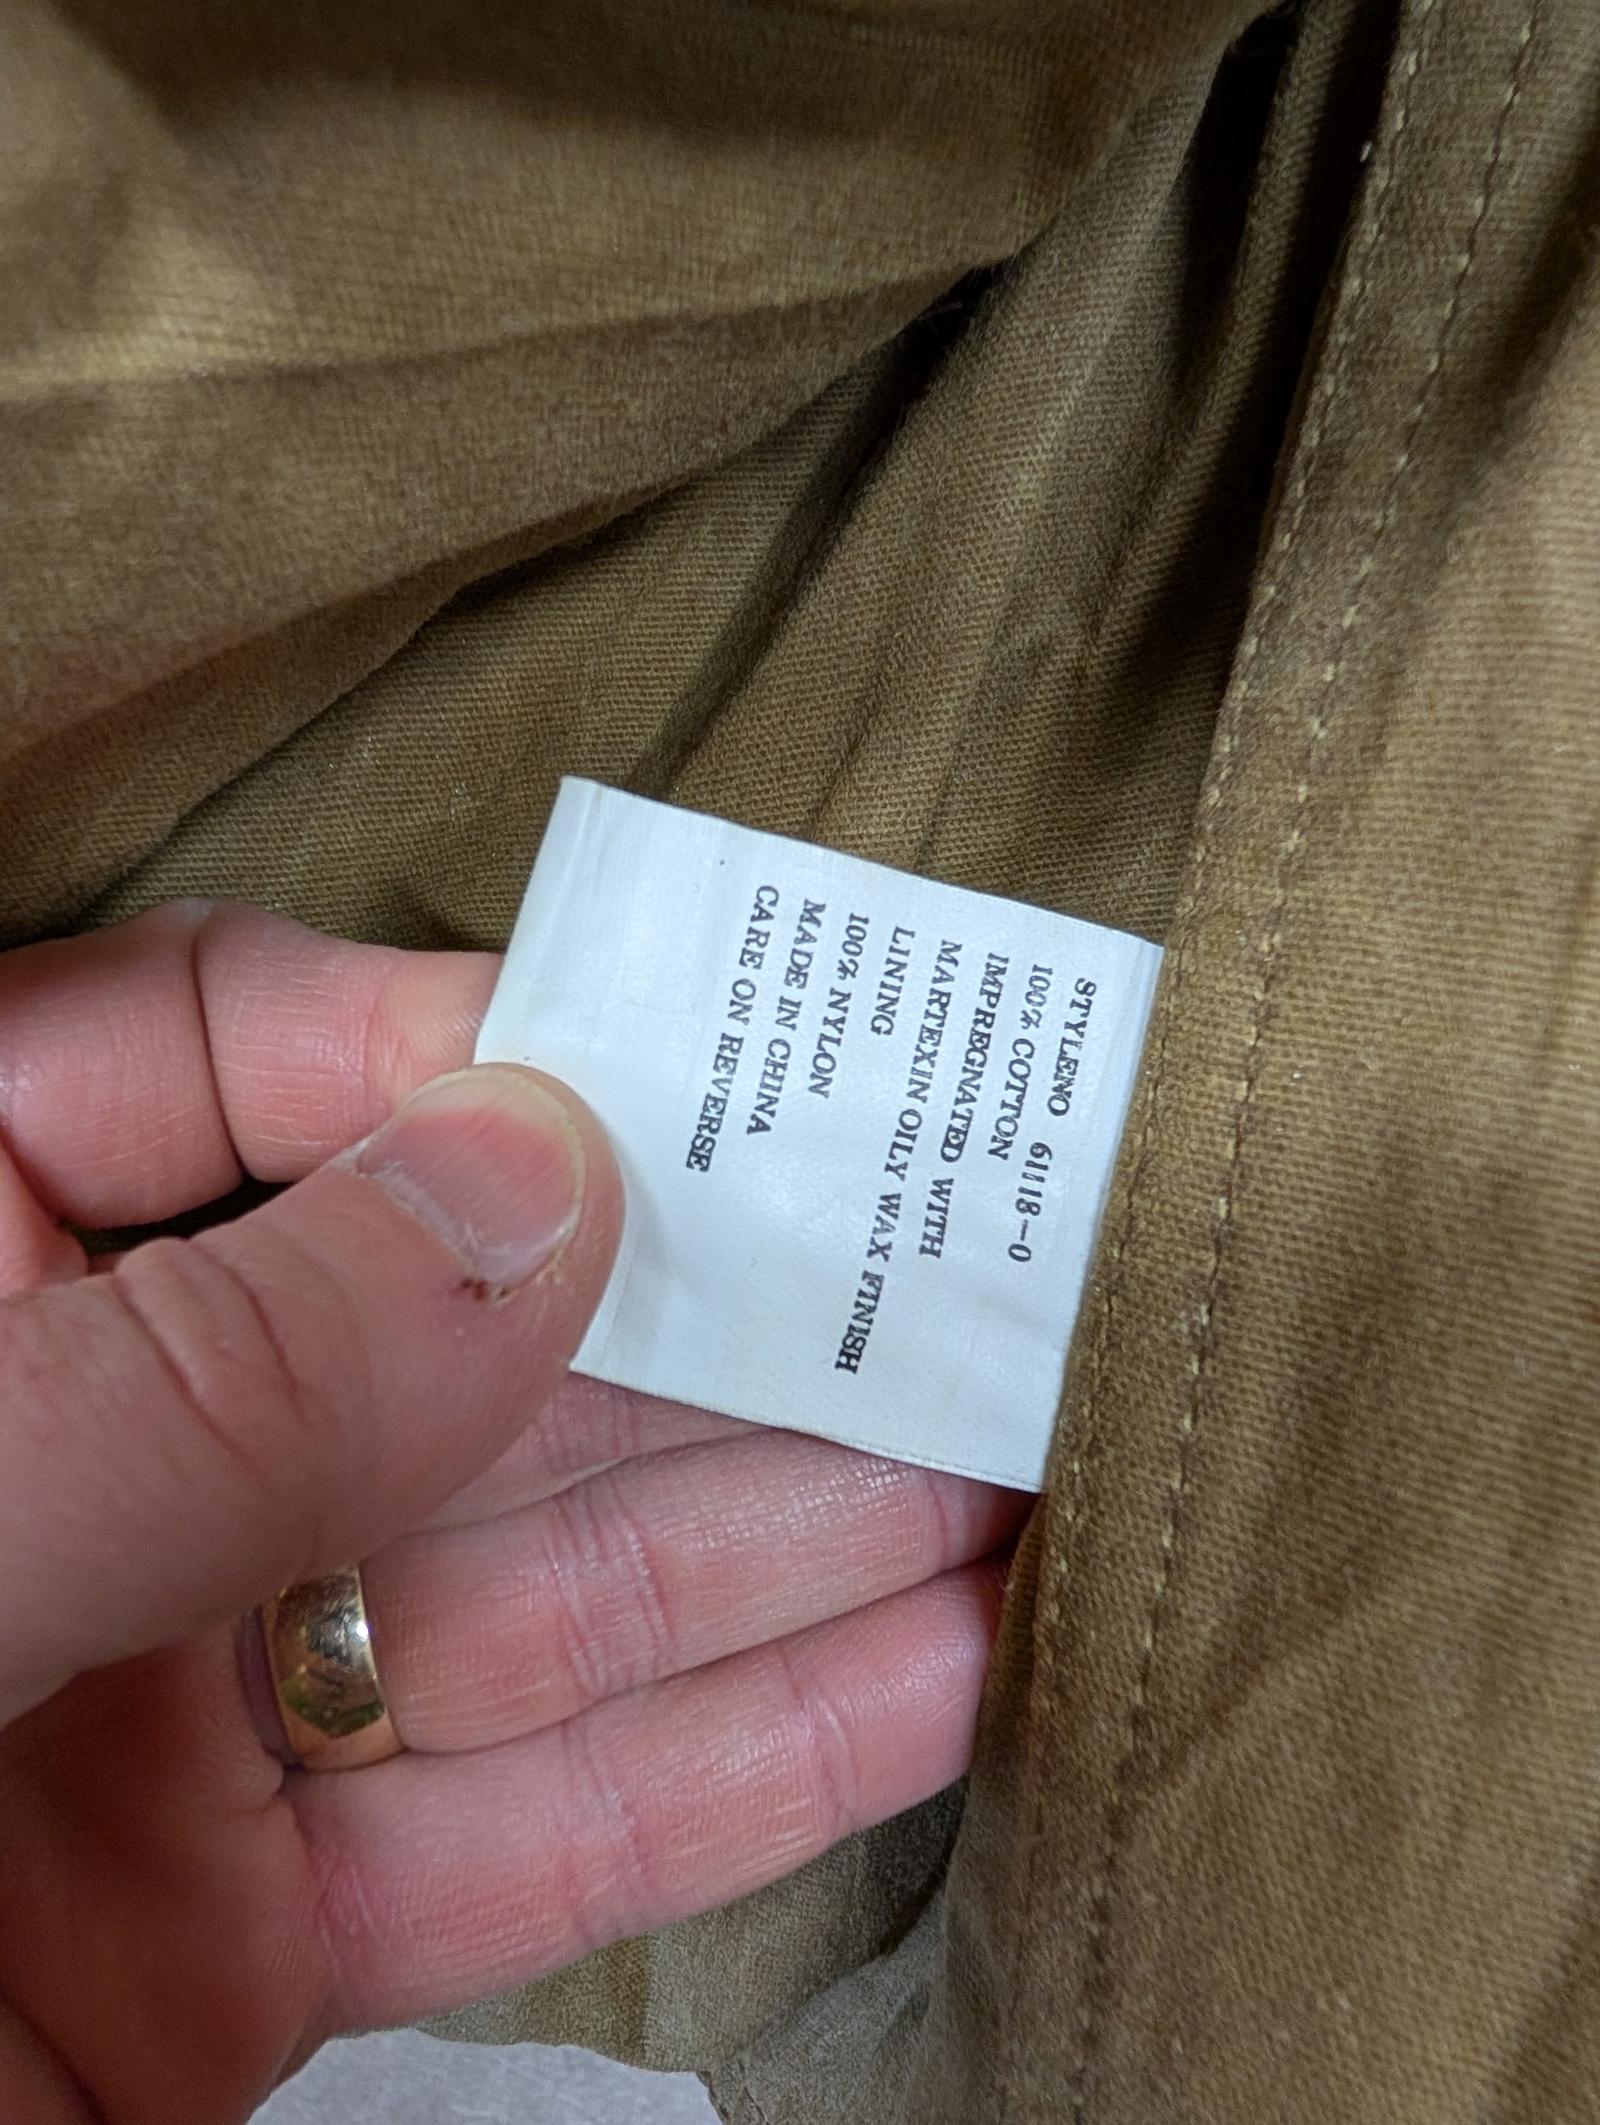 STYLENO 61118-0
100% COTTON
IMPREGNATED WITH
MARTEXIN OILY WAX FINISH
LINING
100% NYLON
MADE IN CHINA
CARE ON REVERSE